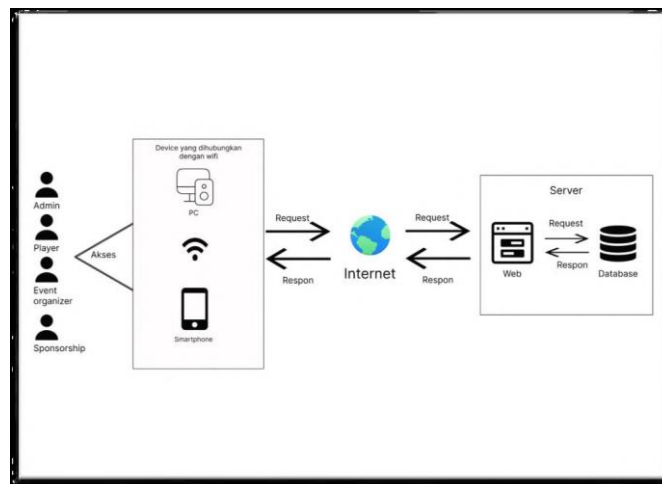 Admin
Player
Event
organizer
Sponsorship
Akses
Device yang dihubungkan
dengan wifi
PC
Smartphone
Request
Respon
Internet
Request
Respon
Server
Web
Request
Respon
Database